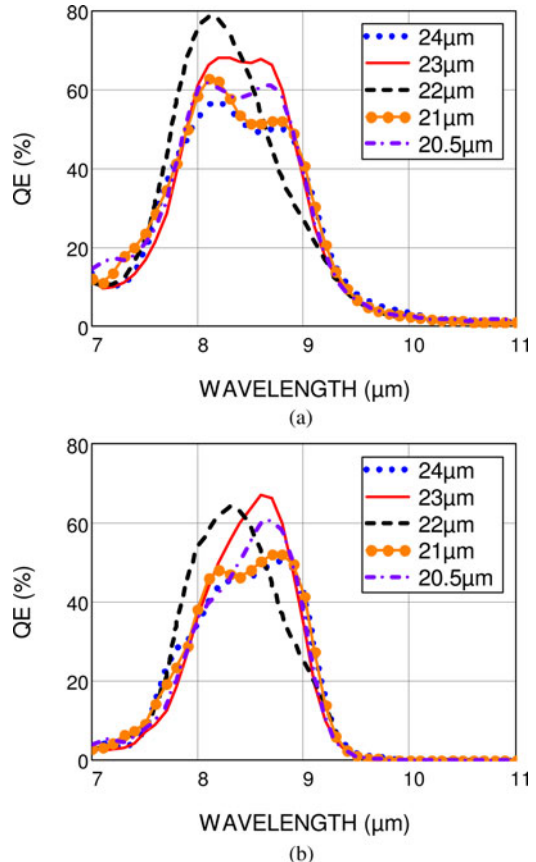 80
60
40
20
0
QE (%)
24µm
23µm
22µm
21µm
20.5µm
7
8
9
10
11
WAVELENGTH (µm)
(a)
80
60
40
20
0
QE (%)
24µm
23µm
22µm
21µm
20.5µm
7
8
9
10
11
WAVELENGTH (µm)
(b)